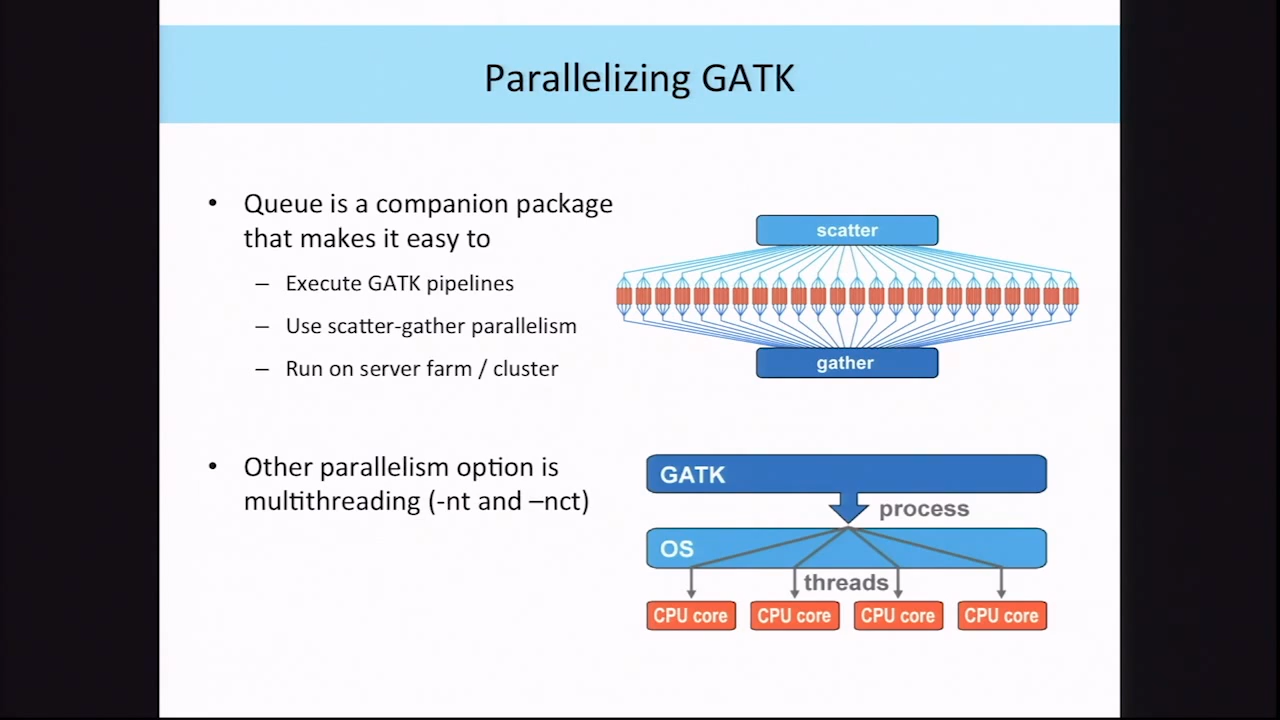 Parallelizing GATK
• Queue is a companion package
that makes it easy to
– Execute GATK pipelines
– Use scatter-gather parallelism
– Run on server farm / cluster
• Other parallelism option is
multithreading (-nt and –nct)
scatter
gather
GATK
process
OS
threads
CPU core CPU core CPU core CPU core